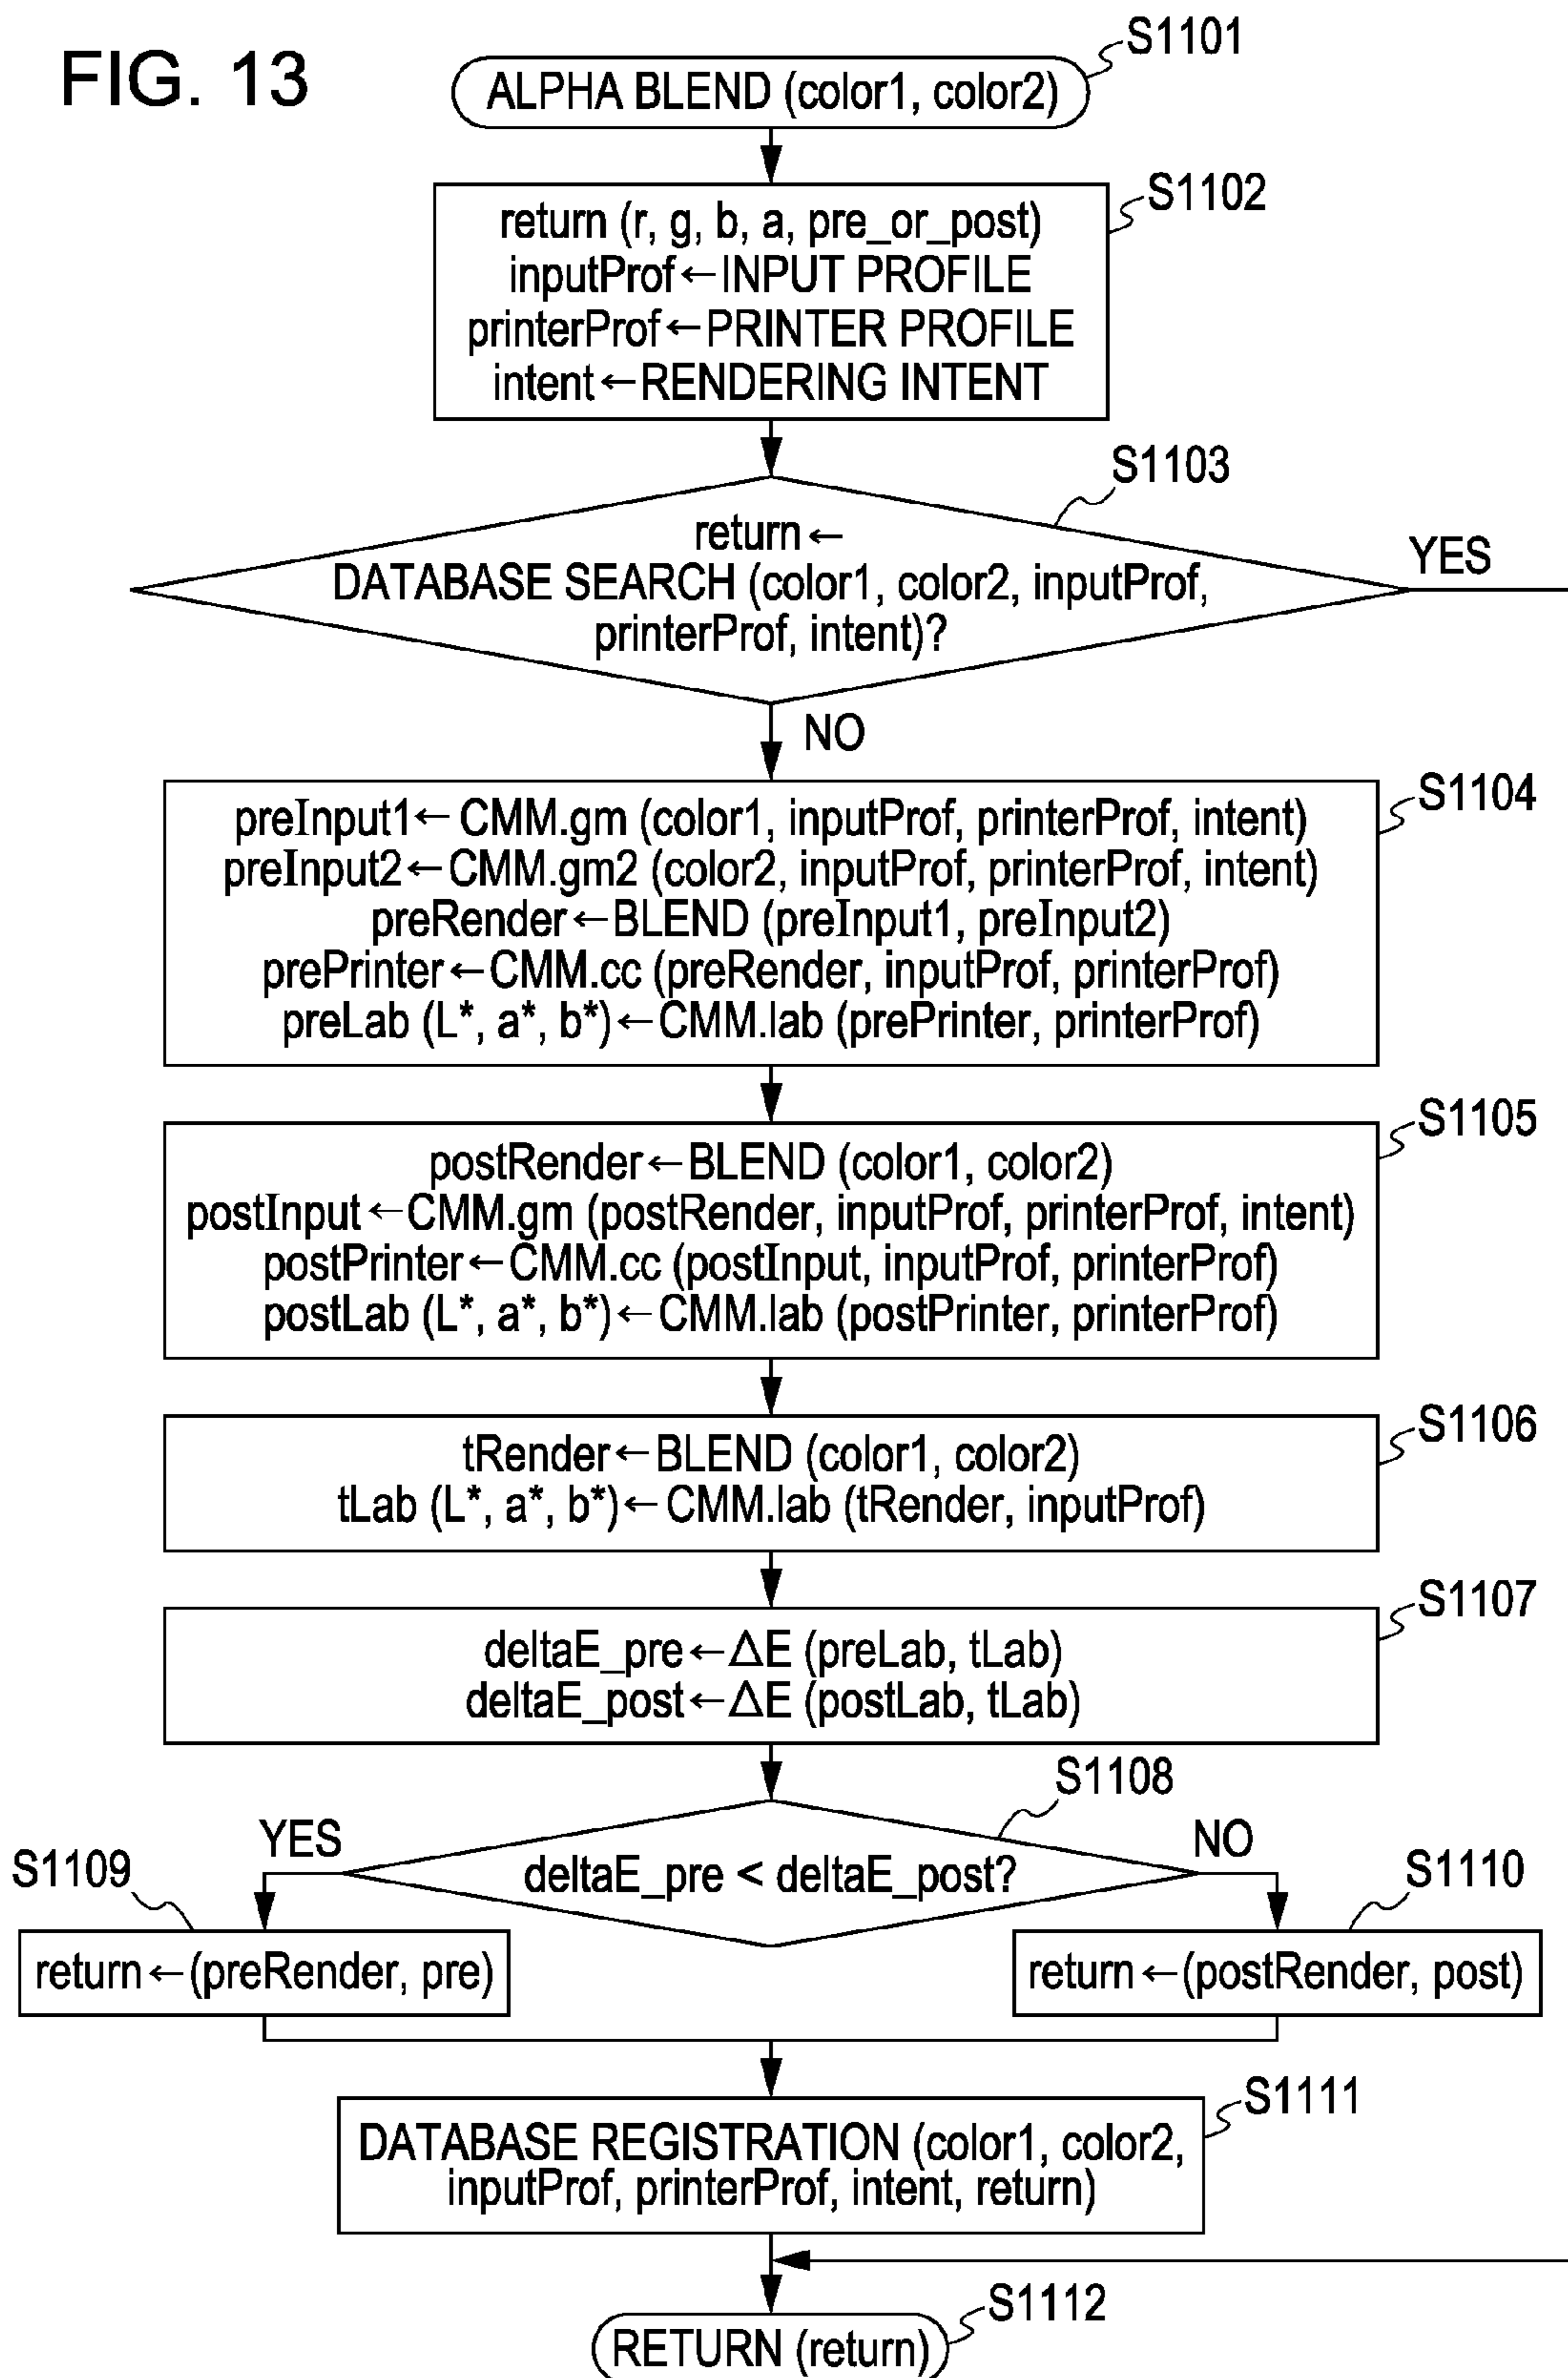 FIG. 13
S1101
ALPHA BLEND (color1, color2)
S1102
return (r, g, b, a, pre_or_post)
inputProf←INPUT PROFILE
printerProf←PRINTER PROFILE
intent←RENDERING INTENT
S1103
return←
DATABASE SEARCH (color1, color2, inputProf,
printerProf, intent)?
YES
NO
S1104
preInput1← CMM.gm (color1, inputProf, printerProf, intent)
preInput2←CMM.gm2 (color2, inputProf, printerProf, intent)
preRender←BLEND (preInput1, preInput2)
prePrinter←CMM.cc (preRender, inputProf, printerProf)
preLab (L*, a*, b*)←CMM.lab (prePrinter, printerProf)
S1105
postRender←BLEND (color1, color2)
postInput←CMM.gm (postRender, inputProf, printerProf, intent)
postPrinter←CMM.cc (postInput, inputProf, printerProf)
postLab (L*, a*, b*)←CMM.lab (postPrinter, printerProf)
S1106
tRender←BLEND (color1, color2)
tLab (L*, a*, b*)←CMM.lab (tRender, inputProf)
S1107
deltaE_pre←ΔE (preLab, tLab)
deltaE_post←ΔE (postLab, tLab)
S1108
YES
NO
deltaE_pre < deltaE_post?
S1109
S1110
return←(preRender, pre)
return←(postRender, post)
S1111
DATABASE REGISTRATION (color1, color2,
inputProf, printerProf, intent, return)
S1112
RETURN (return)